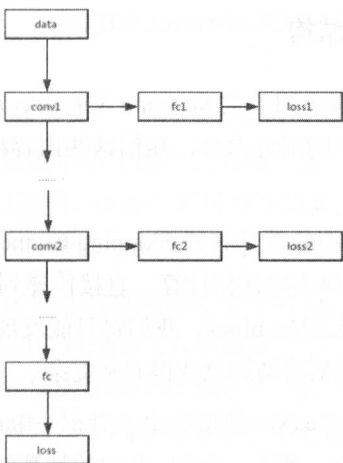 data
conv1 fc1 loss1
......
conv2 fc2 loss2
......
fc
loss